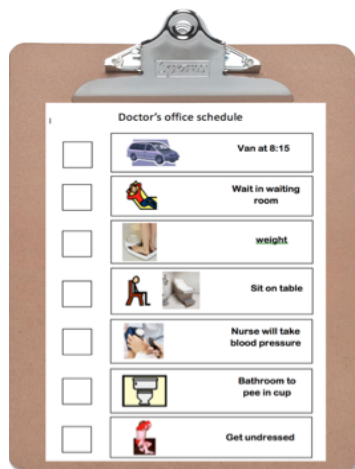 Doctor's office schedule
Van at 8:15
Wait in waiting
room
weight
Sit on table
Nurse will take
blood pressure
Bathroom to
pee in cup
Get undressed